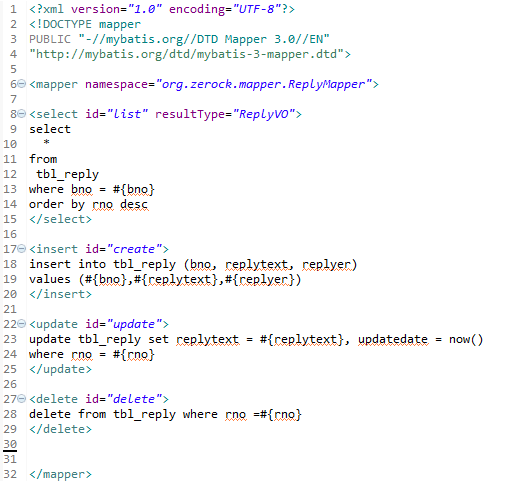 1 <?xml version="1.0" encoding="UTF-8"?>
2 <!DOCTYPE mapper
3 PUBLIC "-//mybatis.org//DTD Mapper 3.0//EN"
4 "http://mybatis.org/dtd/mybatis-3-mapper.dtd">
5
6 <mapper namespace="org.zerock.mapper.ReplyMapper">
7
8 <select id="list" resultType="ReplyVO">
9 select
10   *
11 from
12  tbl_reply
13 where bno = #{bno}
14 order by rno desc
15 </select>
16
17 <insert id="create">
18 insert into tbl_reply (bno, replytext, replyer)
19 values (#{bno},#{replytext},#{replyer})
20 </insert>
21
22 <update id="update">
23 update tbl_reply set replytext = #{replytext}, updatedate = now()
24 where rno = #{rno}
25 </update>
26
27 <delete id="delete">
28 delete from tbl_reply where rno =#{rno}
29 </delete>
30
31
32 </mapper>